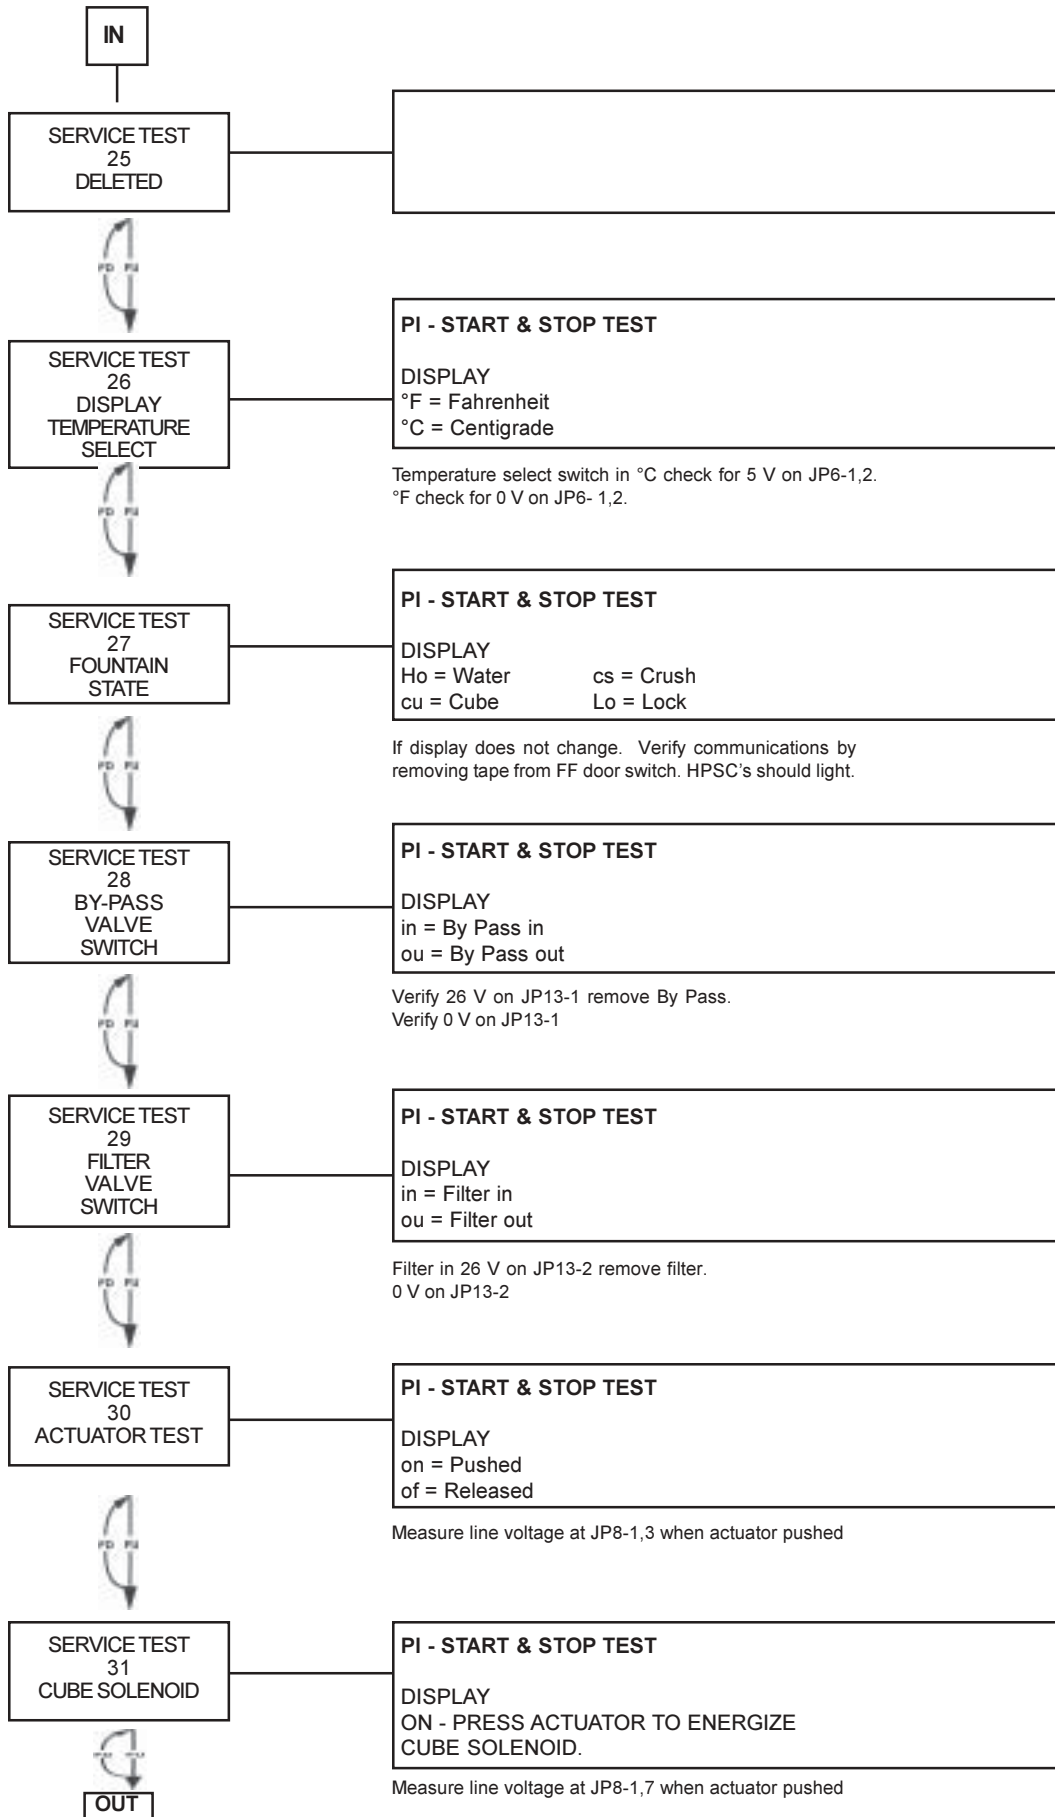 IN
SERVICE TEST
25
DELETED
SERVICE TEST
26
DISPLAY
TEMPERATURE
SELECT
PI - START & STOP TEST
DISPLAY
°F = Fahrenheit
°C = Centigrade
Temperature select switch in °C check for 5 V on JP6-1,2.
°F check for 0 V on JP6- 1,2.
SERVICE TEST
27
FOUNTAIN
STATE
PI - START & STOP TEST
DISPLAY
Ho = Water cs = Crush
cu = Cube Lo = Lock
If display does not change. Verify communications by
removing tape from FF door switch. HPSC's should light.
SERVICE TEST
28
BY-PASS
VALVE
SWITCH
PI - START & STOP TEST
DISPLAY
in = By Pass in
ou = By Pass out
Verify 26 V on JP13-1 remove By Pass.
Verify 0 V on JP13-1
SERVICE TEST
29
FILTER
VALVE
SWITCH
PI - START & STOP TEST
DISPLAY
in = Filter in
ou = Filter out
Filter in 26 V on JP13-2 remove filter.
0 V on JP13-2
SERVICE TEST
30
ACTUATOR TEST
PI - START & STOP TEST
DISPLAY
on = Pushed
of = Released
Measure line voltage at JP8-1,3 when actuator pushed
SERVICE TEST
31
CUBE SOLENOID
PI - START & STOP TEST
DISPLAY
ON - PRESS ACTUATOR TO ENERGIZE
CUBE SOLENOID.
Measure line voltage at JP8-1,7 when actuator pushed
OUT